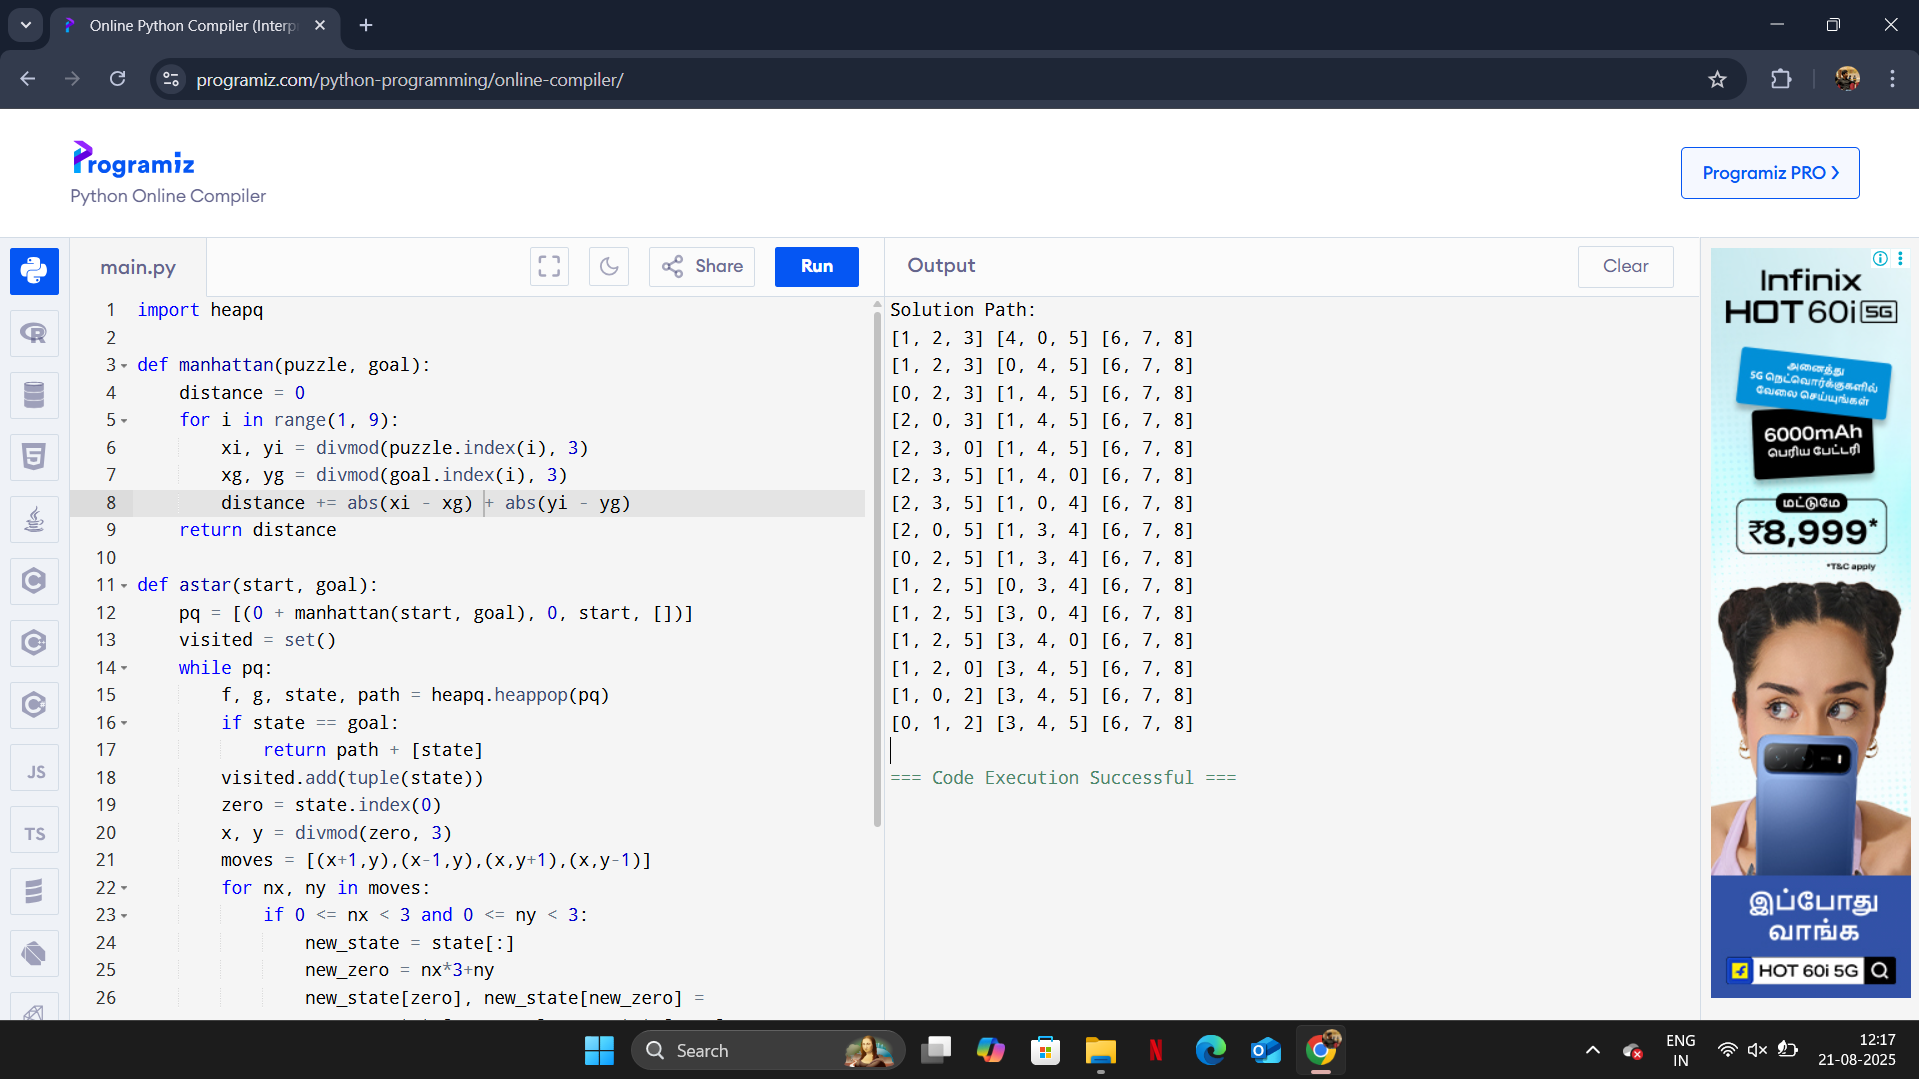 Online Python Compiler (Interp
programiz.com/python-programming/online-compiler/
Programiz
Python Online Compiler
Programiz PRO
main.py
Share
Run
Output
Clear
1 import heapq
2
3 def manhattan(puzzle, goal):
4 distance = 0
5 for i in range(1, 9):
6 xi, yi = divmod(puzzle.index(i), 3)
7 xg, yg = divmod(goal.index(i), 3)
8 distance += abs(xi - xg) + abs(yi - yg)
9 return distance
10
11 def astar(start, goal):
12 pq = [(0 + manhattan(start, goal), 0, start, [])]
13 visited = set()
14 while pq:
15 f, g, state, path = heapq.heappop(pq)
16 if state == goal:
17 return path + [state]
18 visited.add(tuple(state))
19 zero = state.index(0)
20 x, y = divmod(zero, 3)
21 moves = [(x+1,y),(x-1,y),(x,y+1),(x,y-1)]
22 for nx, ny in moves:
23 if 0 <= nx < 3 and 0 <= ny < 3:
24 new_state = state[:]
25 new_zero = nx*3+ny
26 new_state[zero], new_state[new_zero] =
Solution Path:
[1, 2, 3] [4, 0, 5] [6, 7, 8]
[1, 2, 3] [0, 4, 5] [6, 7, 8]
[0, 2, 3] [1, 4, 5] [6, 7, 8]
[2, 0, 3] [1, 4, 5] [6, 7, 8]
[2, 3, 0] [1, 4, 5] [6, 7, 8]
[2, 3, 5] [1, 4, 0] [6, 7, 8]
[2, 3, 5] [1, 0, 4] [6, 7, 8]
[2, 0, 5] [1, 3, 4] [6, 7, 8]
[0, 2, 5] [1, 3, 4] [6, 7, 8]
[1, 2, 5] [0, 3, 4] [6, 7, 8]
[1, 2, 5] [3, 0, 4] [6, 7, 8]
[1, 2, 5] [3, 4, 0] [6, 7, 8]
[1, 2, 0] [3, 4, 5] [6, 7, 8]
[1, 0, 2] [3, 4, 5] [6, 7, 8]
[0, 1, 2] [3, 4, 5] [6, 7, 8]
=== Code Execution Successful ===
JS
TS
Infinix
HOT 60i 5G
அனைத்து
5G நெட்வொர்க்குகளில்
வேலை செய்யுங்கள்
6000mAh
பெரிய பேட்டரி
மட்டுமே
₹8,999*
*T&C apply
இப்போது
வாங்க
HOT 60i 5G
Search
ENG
IN
12:17
21-08-2025